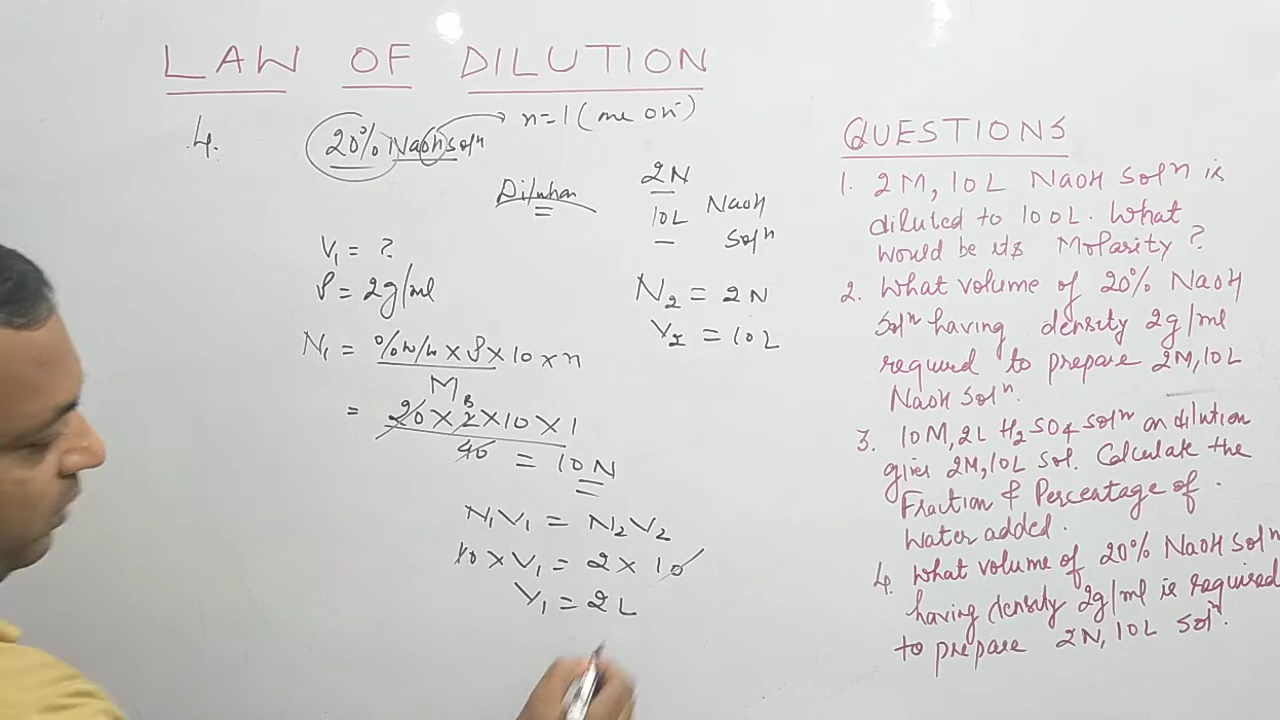 LAW OF DILUTION
4.
20% NaOH solⁿ
n=1 (one OH⁻)
Dilution
2N
10L NaOH
Solⁿ
V₁ = ?
ρ = 2g/ml
N₁ = %w/w × ρ × 10 × n
M_B
= 20 × 2 × 10 × 1
40
= 10 N
N₂ = 2N
V₂ = 10L
N₁V₁ = N₂V₂
10 × V₁ = 2 × 10
V₁ = 2L
QUESTIONS
1. 2M, 10L NaOH Solⁿ is
diluted to 100L. What
would be its Molarity ?
2. What volume of 20% NaOH
Solⁿ having density 2g/ml
required to prepare 2M, 10L
NaOH Solⁿ.
3. 10M, 2L H₂SO₄ Solⁿ on dilution
gives 2M, 10L Sol. Calculate the
Fraction & Percentage of
Water added.
4. What volume of 20% NaOH Solⁿ
having density 2g/ml is required
to prepare 2N, 10L Solⁿ.